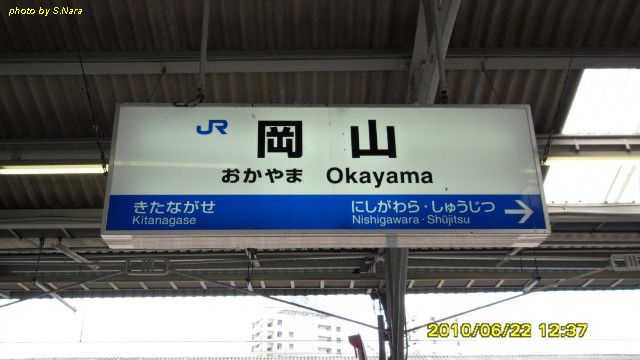 photo by S.Nara
JR 岡山
おかやま Okayama
きたながせ にしがわら・しゅうじつ →
Kitanagase Nishigawara・Shūjitsu
2010/06/22 12:37